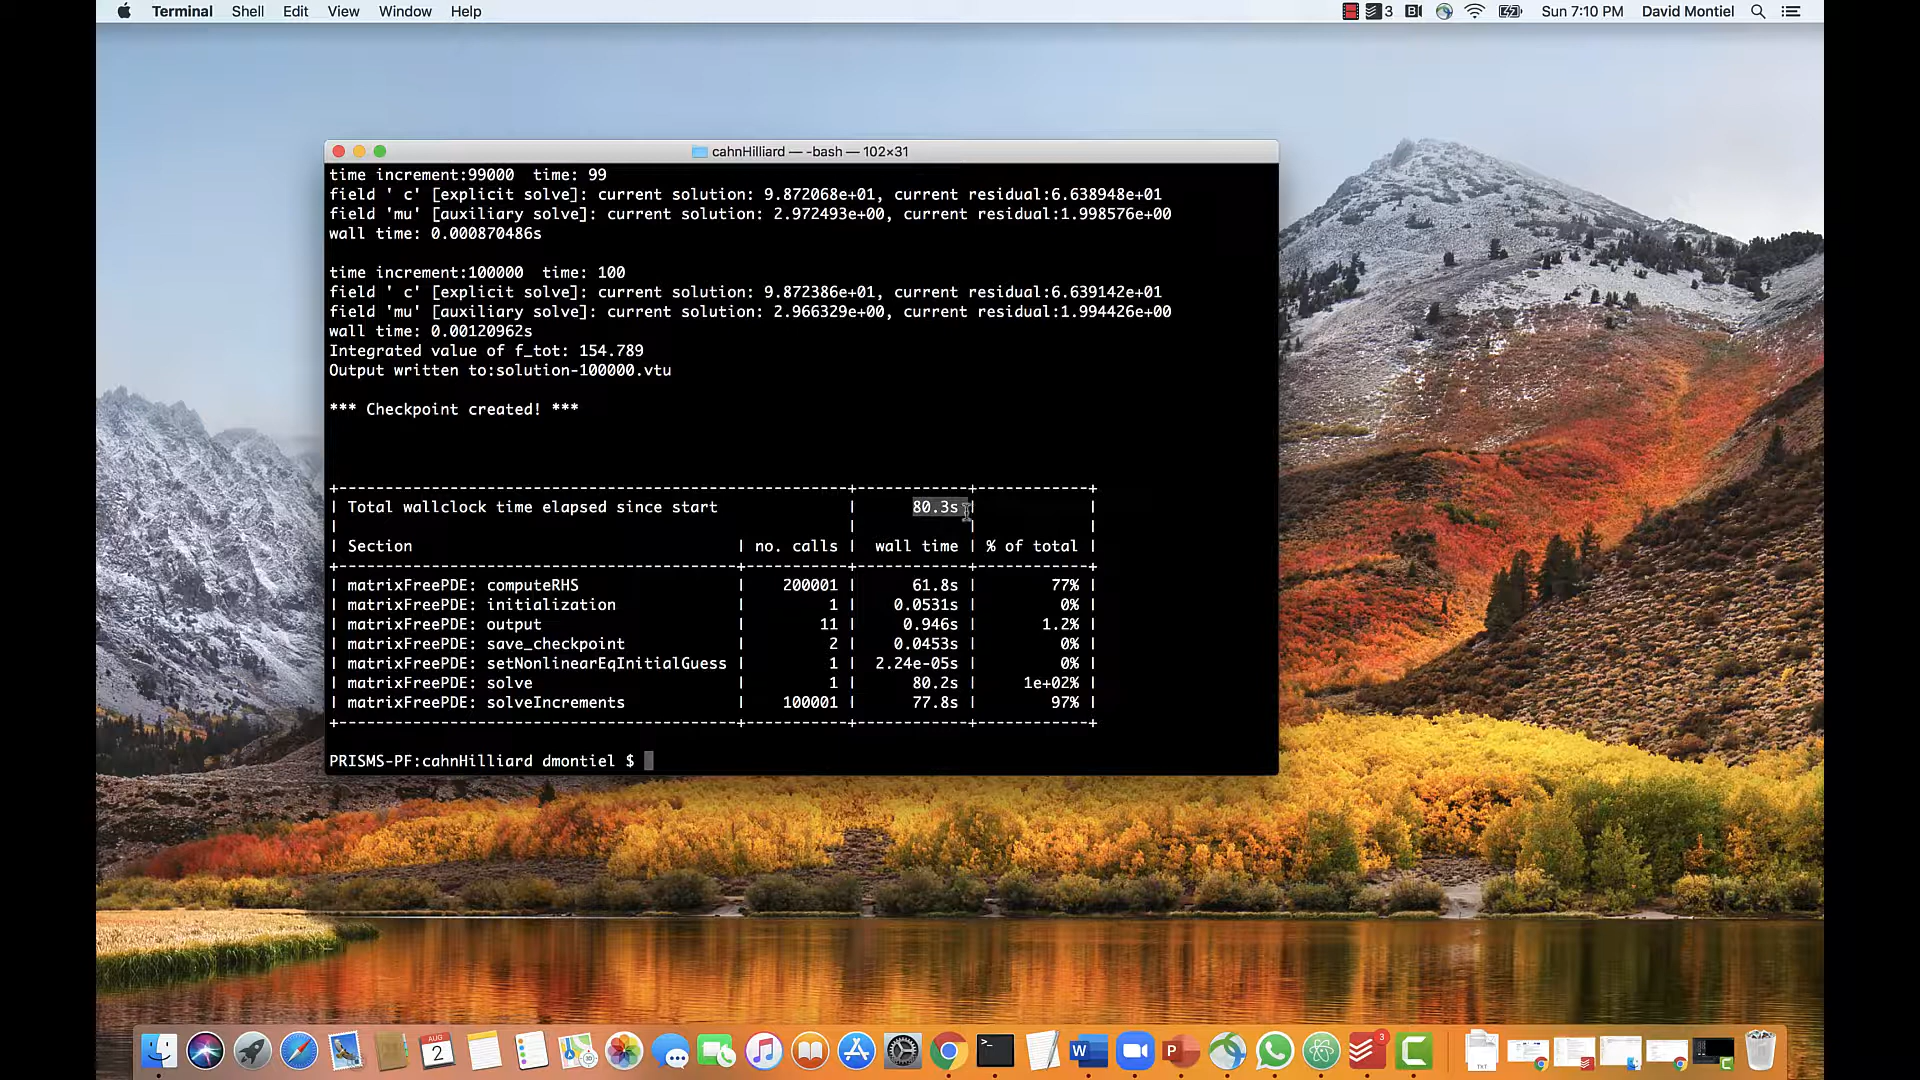 Terminal Shell Edit View Window Help 3 Sun 7:10 PM David Montiel
cahnHilliard — -bash — 102×31
time increment:99000  time: 99
field ' c' [explicit solve]: current solution: 9.872068e+01, current residual:6.638948e+01
field 'mu' [auxiliary solve]: current solution: 2.972493e+00, current residual:1.998576e+00
wall time: 0.000870486s
time increment:100000  time: 100
field ' c' [explicit solve]: current solution: 9.872386e+01, current residual:6.639142e+01
field 'mu' [auxiliary solve]: current solution: 2.966329e+00, current residual:1.994426e+00
wall time: 0.00120962s
Integrated value of f_tot: 154.789
Output written to:solution-100000.vtu
*** Checkpoint created! ***
+-------------------------------------------------------+------------+------------+
| Total wallclock time elapsed since start | 80.3s | |
| | | |
| Section | no. calls | wall time | % of total |
+-------------------------------------------+-----------+------------+------------+
| matrixFreePDE: computeRHS | 200001 | 61.8s | 77% |
| matrixFreePDE: initialization | 1 | 0.0531s | 0% |
| matrixFreePDE: output | 11 | 0.946s | 1.2% |
| matrixFreePDE: save_checkpoint | 2 | 0.0453s | 0% |
| matrixFreePDE: setNonlinearEqInitialGuess | 1 | 2.24e-05s | 0% |
| matrixFreePDE: solve | 1 | 80.2s | 1e+02% |
| matrixFreePDE: solveIncrements | 100001 | 77.8s | 97% |
+-------------------------------------------+-----------+------------+------------+
PRISMS-PF:cahnHilliard dmontiel $
AUG
2
3D
>_
W
P
3
C
TXT